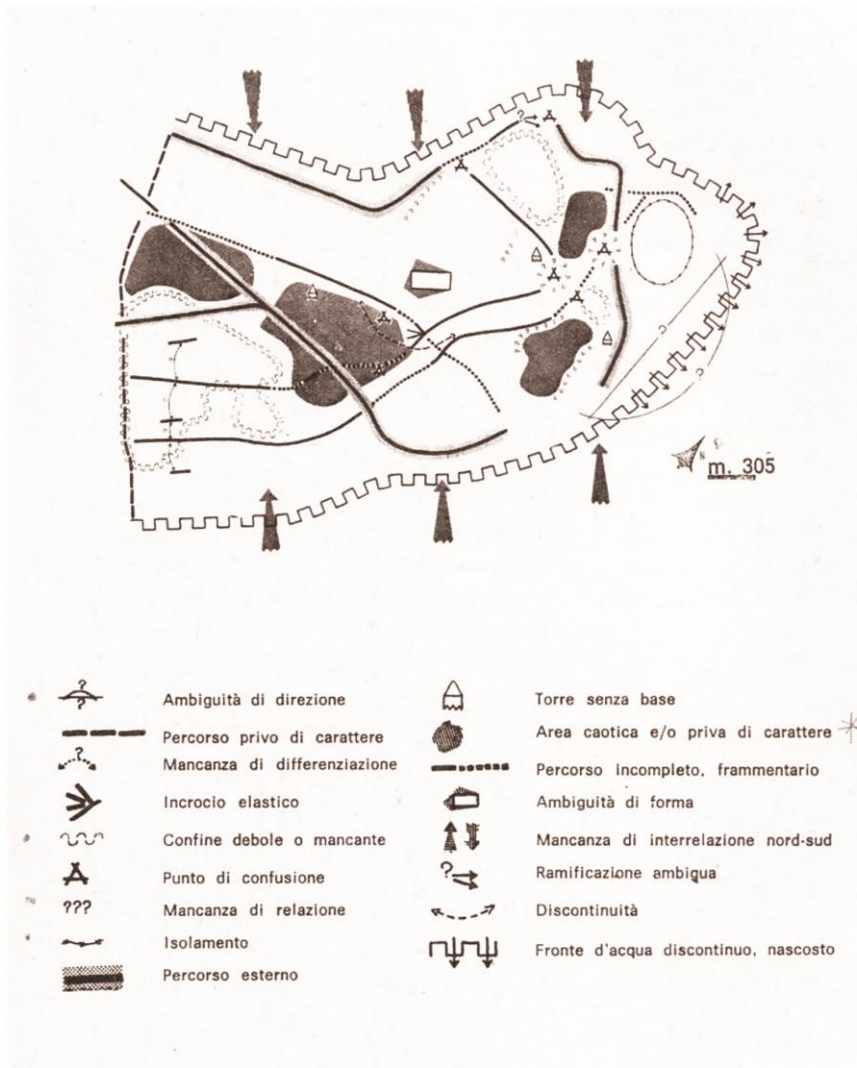 ?
?
N
m. 305
?
?
Ambiguità di direzione
Percorso privo di carattere
?
Mancanza di differenziazione
Incrocio elastico
Confine debole o mancante
Punto di confusione
???
Mancanza di relazione
Isolamento
Percorso esterno
Torre senza base
Area caotica e/o priva di carattere
Percorso incompleto, frammentario
Ambiguità di forma
Mancanza di interrelazione nord-sud
?
Ramificazione ambigua
Discontinuità
Fronte d'acqua discontinuo, nascosto